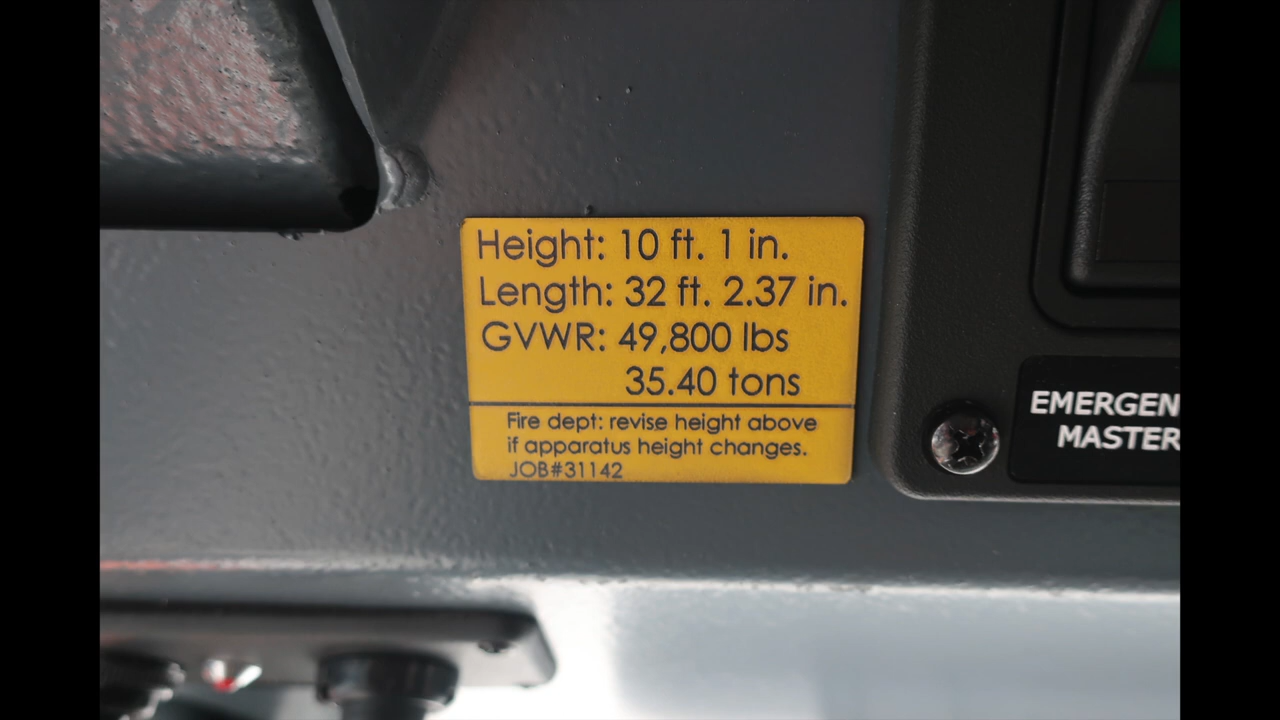 Height: 10 ft. 1 in.
Length: 32 ft. 2.37 in.
GVWR: 49,800 lbs
35.40 tons
Fire dept: revise height above
if apparatus height changes.
JOB#31142
EMERGEN
MASTER